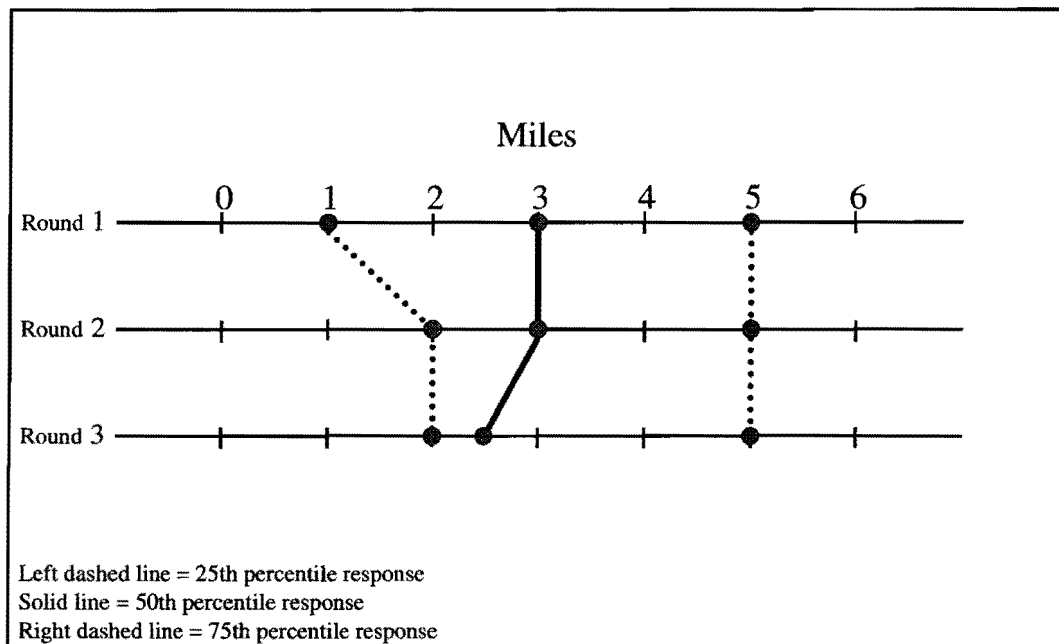 Miles
0 1 2 3 4 5 6
Round 1
Round 2
Round 3
Left dashed line = 25th percentile response
Solid line = 50th percentile response
Right dashed line = 75th percentile response